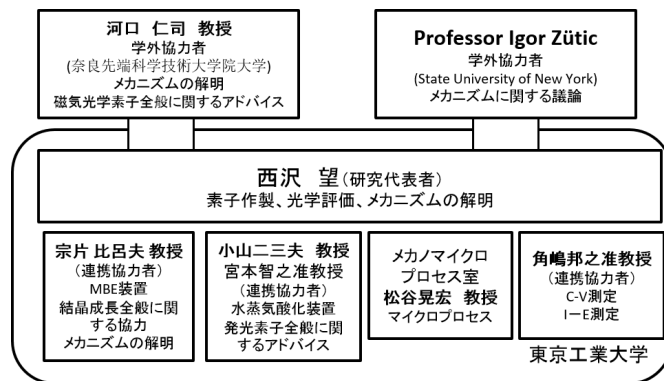 河口 仁司 教授
学外協力者
(奈良先端科学技術大学院大学)
メカニズムの解明
磁気光学素子全般に関するアドバイス
Professor Igor Zütic
学外協力者
(State University of New York)
メカニズムに関する議論
西沢 望(研究代表者)
素子作製、光学評価、メカニズムの解明
宗片 比呂夫 教授
(連携協力者)
MBE装置
結晶成長全般に関
する協力
メカニズムの解明
小山二三夫 教授
宮本智之准教授
(連携協力者)
水蒸気酸化装置
発光素子全般に関
するアドバイス
メカノマイクロ
プロセス室
松谷晃宏 教授
マイクロプロセス
角嶋邦之准教授
(連携協力者)
C-V測定
I－E測定
東京工業大学